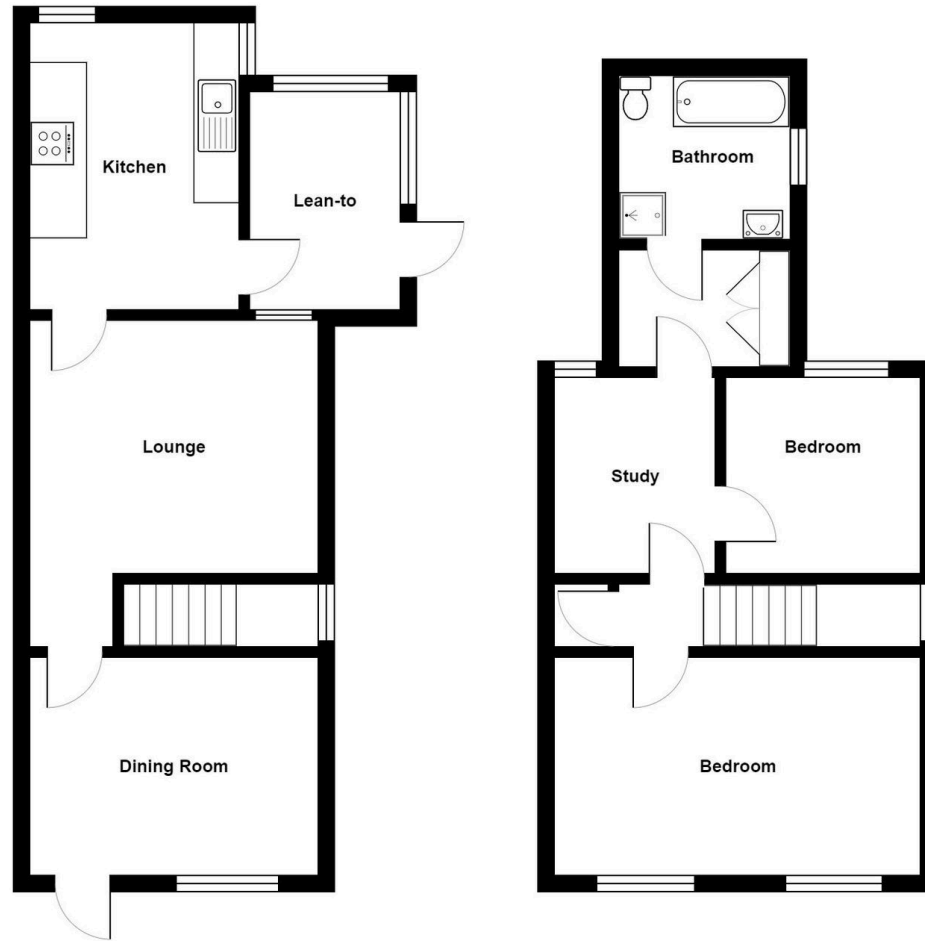 Kitchen
Lean-to
Lounge
Dining Room
Bathroom
Bedroom
Study
Bedroom